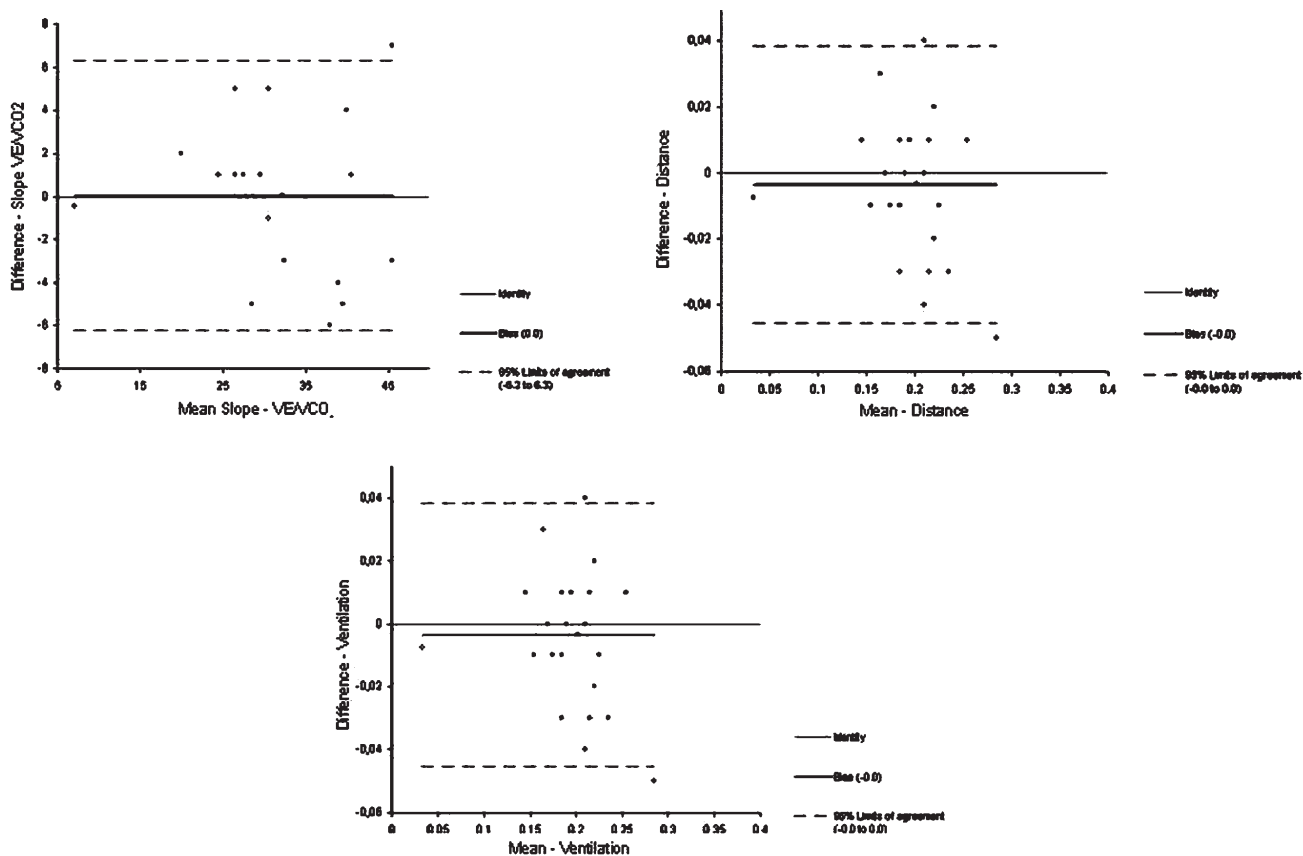 8
6
4
2
0
-2
-4
-6
-8
Difference - Slope VE/VCO2
5 15 25 35 45
Mean Slope - VE/VCO
Identity
Bias (0.0)
95% Limits of agreement
(-6.3 to 6.3)
0,04
0,02
0
-0,02
-0,04
-0,06
Difference - Distance
0 0.05 0.1 0.15 0.2 0.25 0.3 0.35 0.4
Mean - Distance
Identity
Bias (-0.0)
95% Limits of agreement
(-0.0 to 0.0)
0,04
0,02
0
-0,02
-0,04
-0,06
Difference - Ventilation
0 0.05 0.1 0.15 0.2 0.25 0.3 0.35 0.4
Mean - Ventilation
Identity
Bias (-0.0)
95% Limits of agreement
(-0.0 to 0.0)